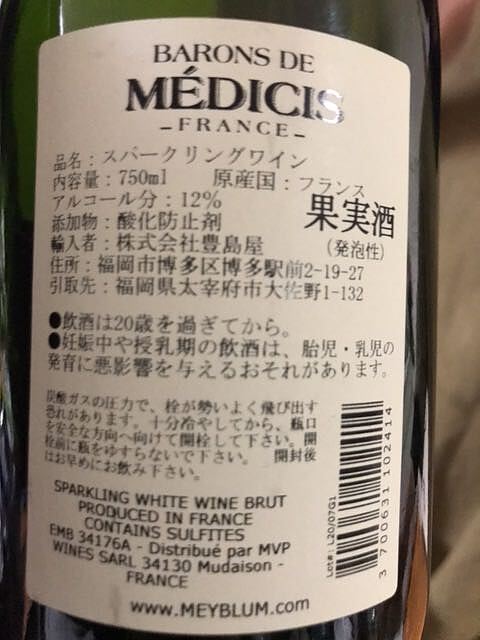 BARONS DE
MÉDICIS
-FRANCE-
品名：スパークリングワイン
内容量：750ml 原産国：フランス
アルコール分：12%
果実酒
添加物：酸化防止剤
(発泡性)
輸入者：株式会社豊島屋
住所：福岡市博多区博多駅前2-19-27
引取先：福岡県太宰府市大佐野1-132
●飲酒は20歳を過ぎてから。
●妊娠中や授乳期の飲酒は、胎児・乳児の
発育に悪影響を与えるおそれがあります。
炭酸ガスの圧力で、栓が勢いよく飛び出す
恐れがあります。十分冷やしてから、瓶口
を安全な方向へ向けて開栓して下さい。開
栓前に瓶をゆすらないで下さい。 開封後
はお早めにお飲み下さい。
SPARKLING WHITE WINE BRUT
PRODUCED IN FRANCE
CONTAINS SULFITES
EMB 34176A - Distribué par MVP
WINES SARL 34130 Mudaison -
FRANCE
www.MEYBLUM.com
Lot#: L20/07G1
3 700631 102414